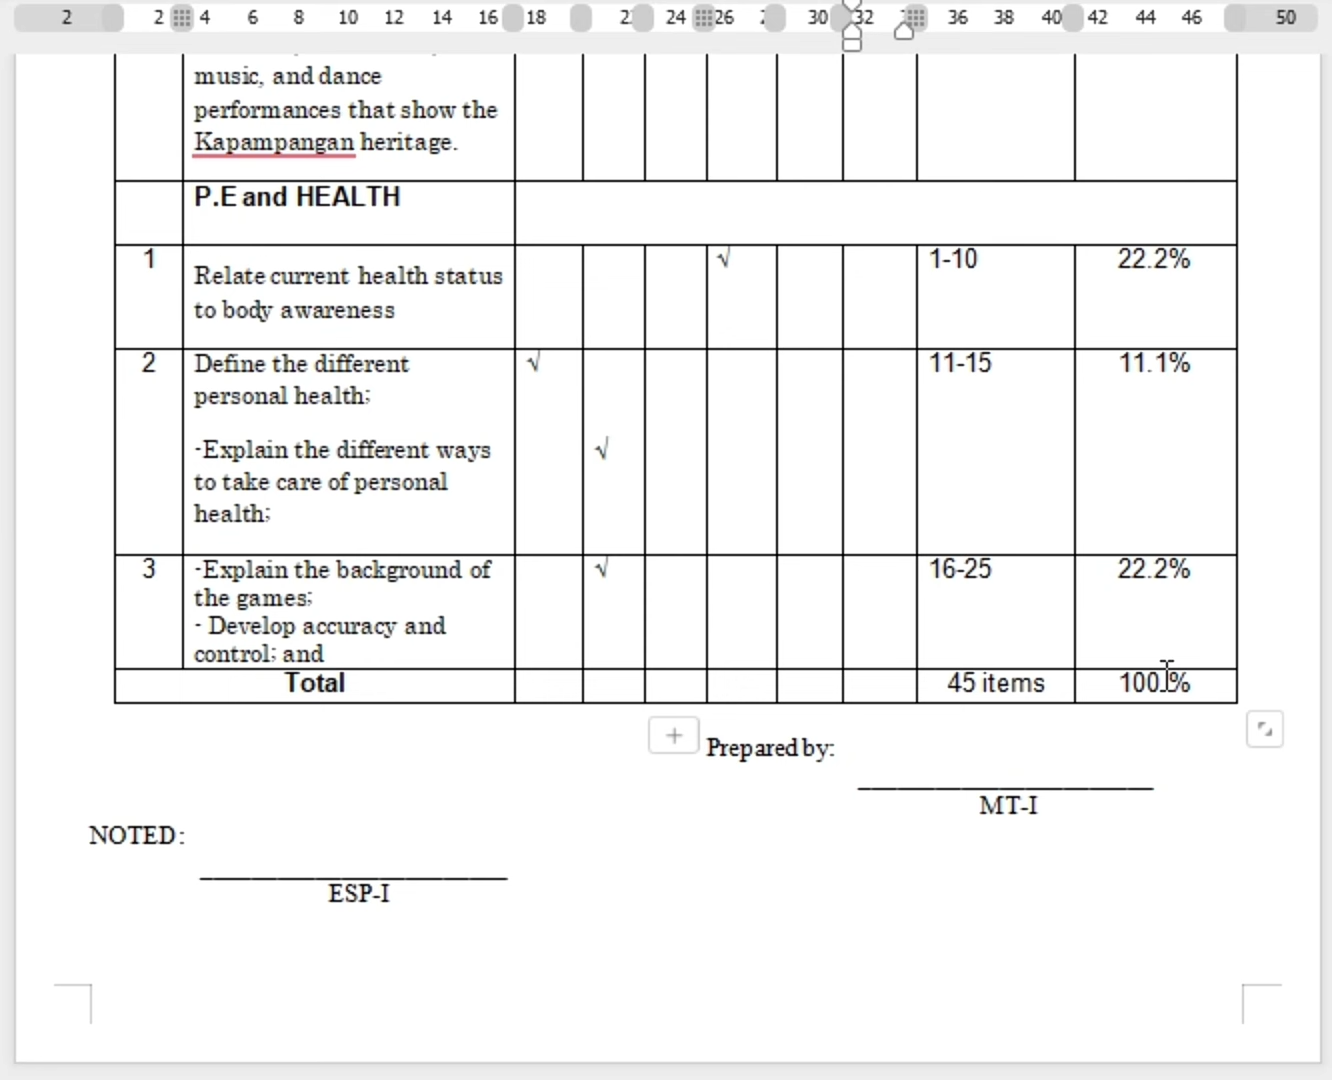 2 2 4 6 8 10 12 14 16 18 24 26 30 32 36 38 40 42 44 46 50
music, and dance
performances that show the
Kapampangan heritage.
P.E and HEALTH
1 Relate current health status √ 1-10 22.2%
to body awareness
2 Define the different √ 11-15 11.1%
personal health;
-Explain the different ways √
to take care of personal
health;
3 -Explain the background of √ 16-25 22.2%
the games;
- Develop accuracy and
control; and
Total 45 items 100%
Prepared by:
MT-I
NOTED:
ESP-I